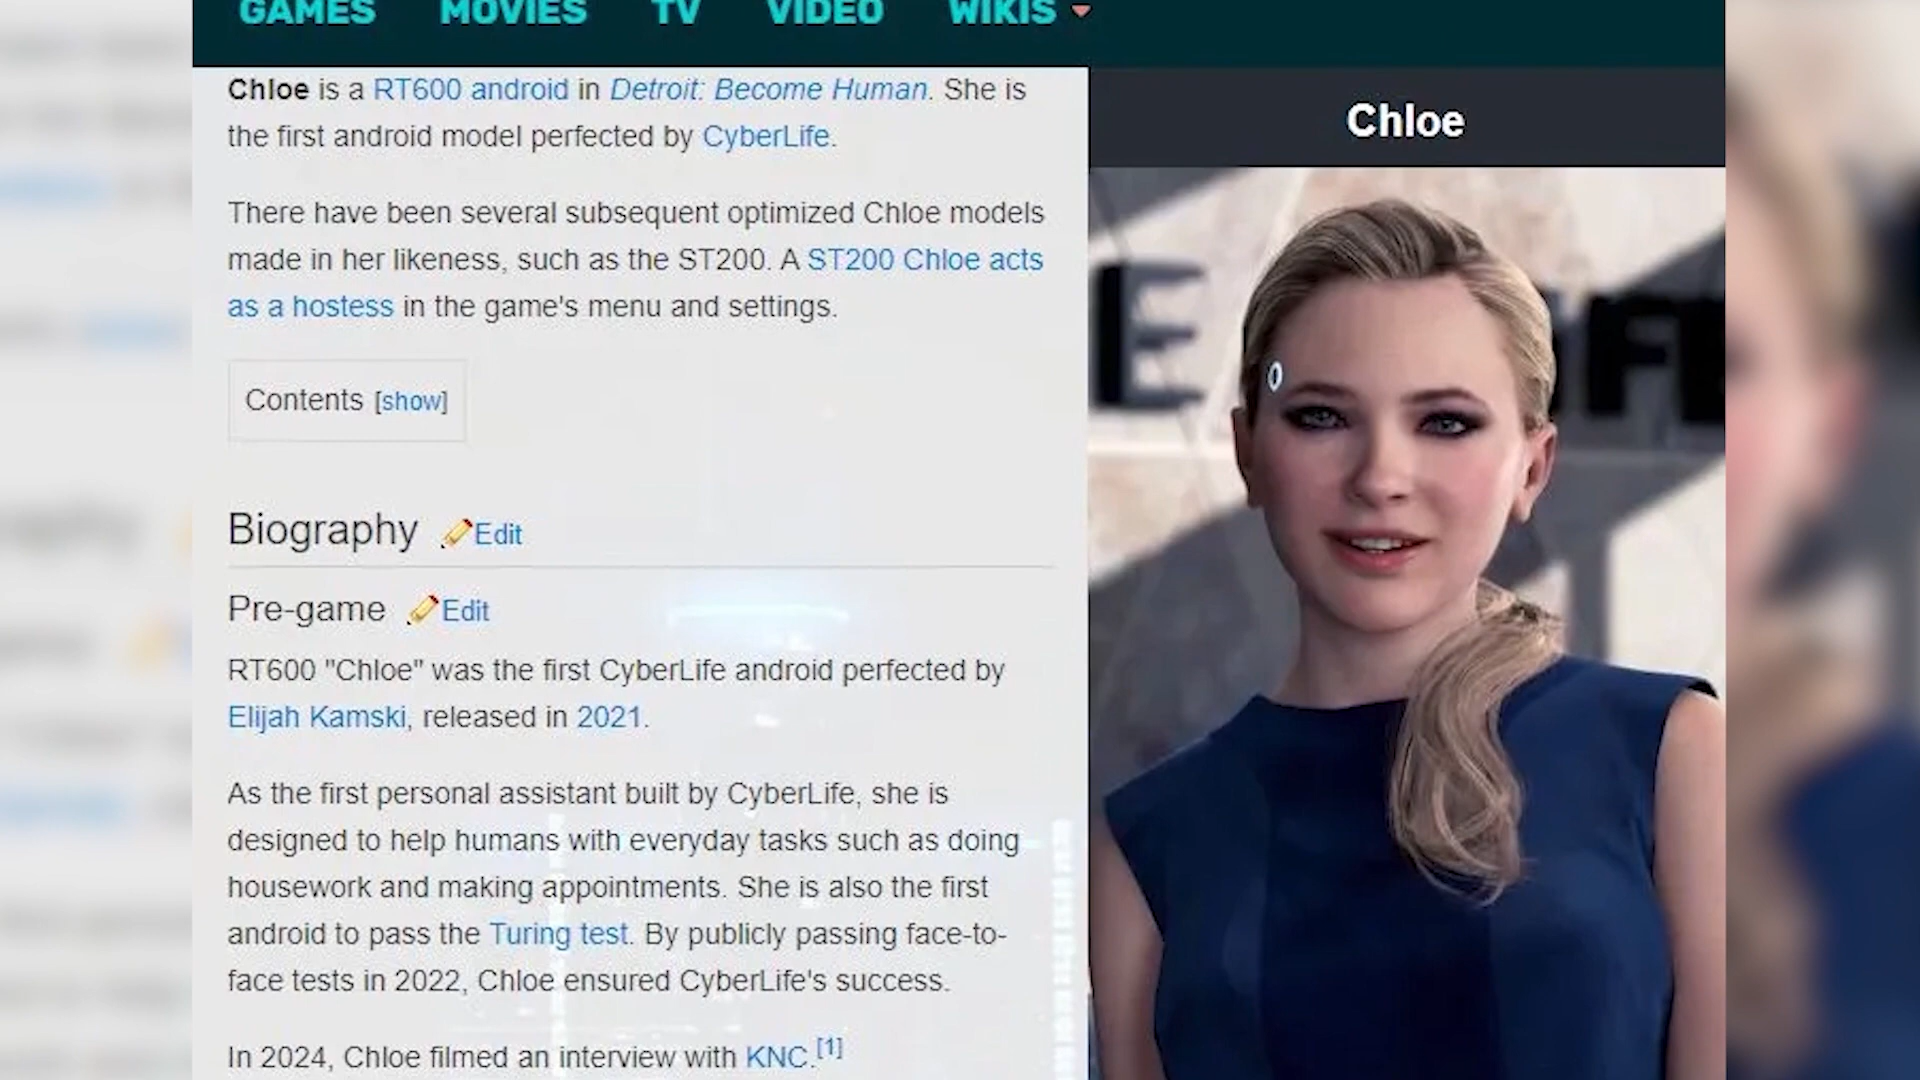 GAMES MOVIES TV VIDEO WIKIS
Chloe is a RT600 android in Detroit: Become Human. She is
the first android model perfected by CyberLife.
There have been several subsequent optimized Chloe models
made in her likeness, such as the ST200. A ST200 Chloe acts
as a hostess in the game's menu and settings.
Contents [show]
Biography Edit
Pre-game Edit
RT600 "Chloe" was the first CyberLife android perfected by
Elijah Kamski, released in 2021.
As the first personal assistant built by CyberLife, she is
designed to help humans with everyday tasks such as doing
housework and making appointments. She is also the first
android to pass the Turing test. By publicly passing face-to-
face tests in 2022, Chloe ensured CyberLife's success.
In 2024, Chloe filmed an interview with KNC.[1]
Chloe